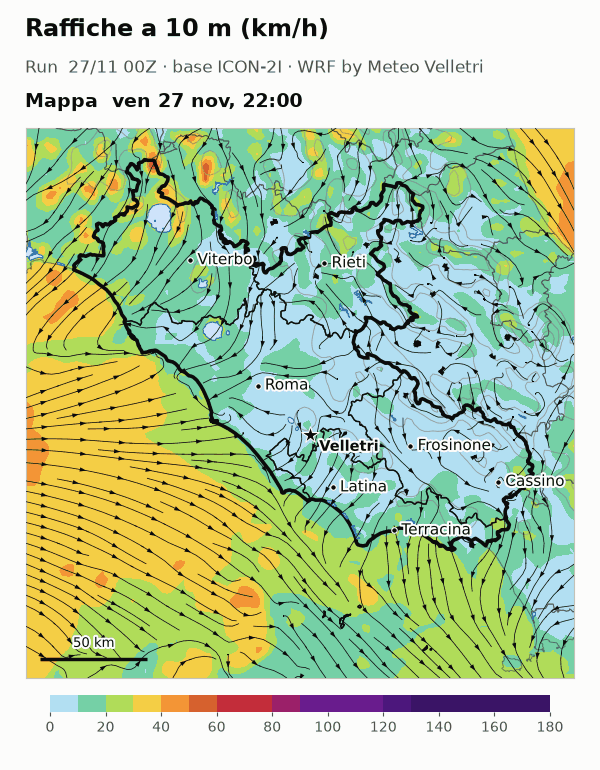 Raffiche a 10 m (km/h)
Run  27/11 00Z · base ICON-2I · WRF by Meteo Velletri
Mappa  ven 27 nov, 22:00
Viterbo
Rieti
Roma
Velletri
Frosinone
Cassino
Latina
Terracina
50 km
0 20 40 60 80 100 120 140 160 180